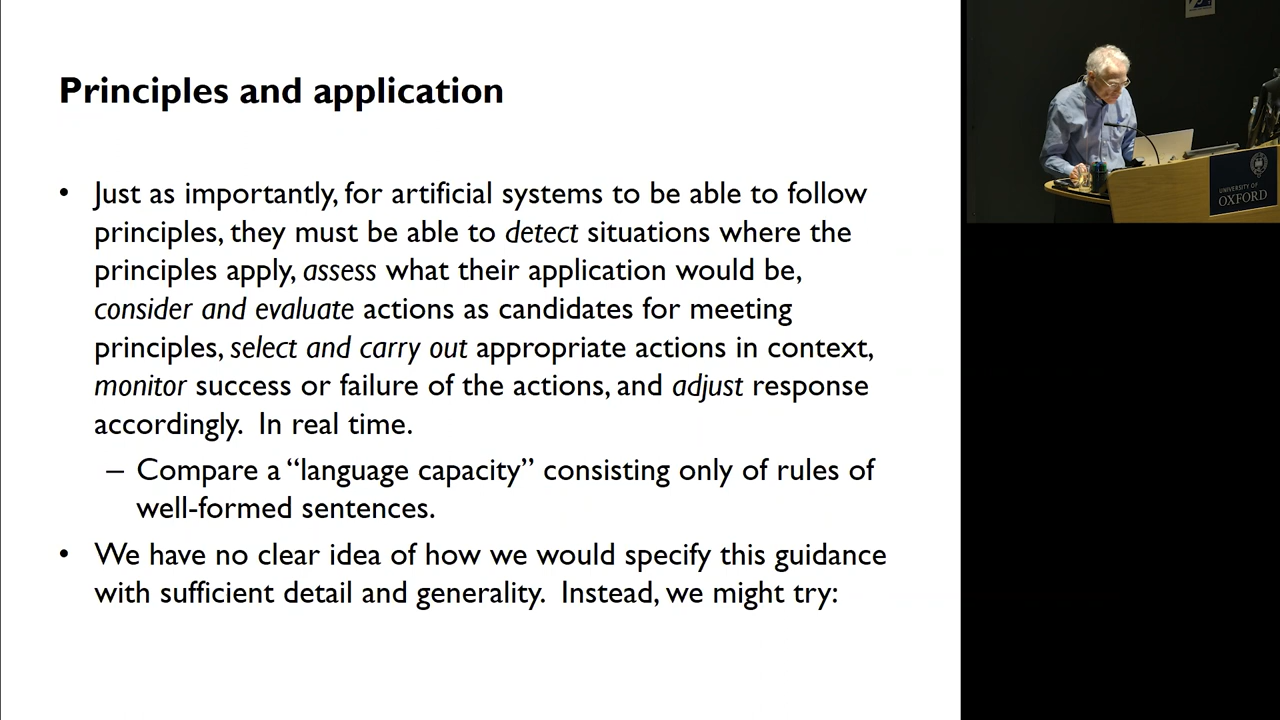 Principles and application
• Just as importantly, for artificial systems to be able to follow
principles, they must be able to detect situations where the
principles apply, assess what their application would be,
consider and evaluate actions as candidates for meeting
principles, select and carry out appropriate actions in context,
monitor success or failure of the actions, and adjust response
accordingly.  In real time.
– Compare a “language capacity” consisting only of rules of
well-formed sentences.
• We have no clear idea of how we would specify this guidance
with sufficient detail and generality.  Instead, we might try:
UNIVERSITY OF
OXFORD